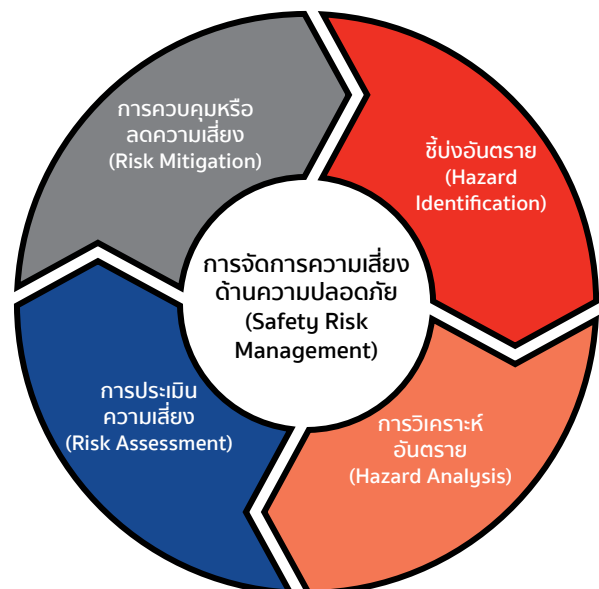 การควบคุมหรือ
ลดความเสี่ยง
(Risk Mitigation)
ชี้บ่งอันตราย
(Hazard
Identification)
การจัดการความเสี่ยง
ด้านความปลอดภัย
(Safety Risk
Management)
การประเมิน
ความเสี่ยง
(Risk Assessment)
การวิเคราะห์
อันตราย
(Hazard Analysis)